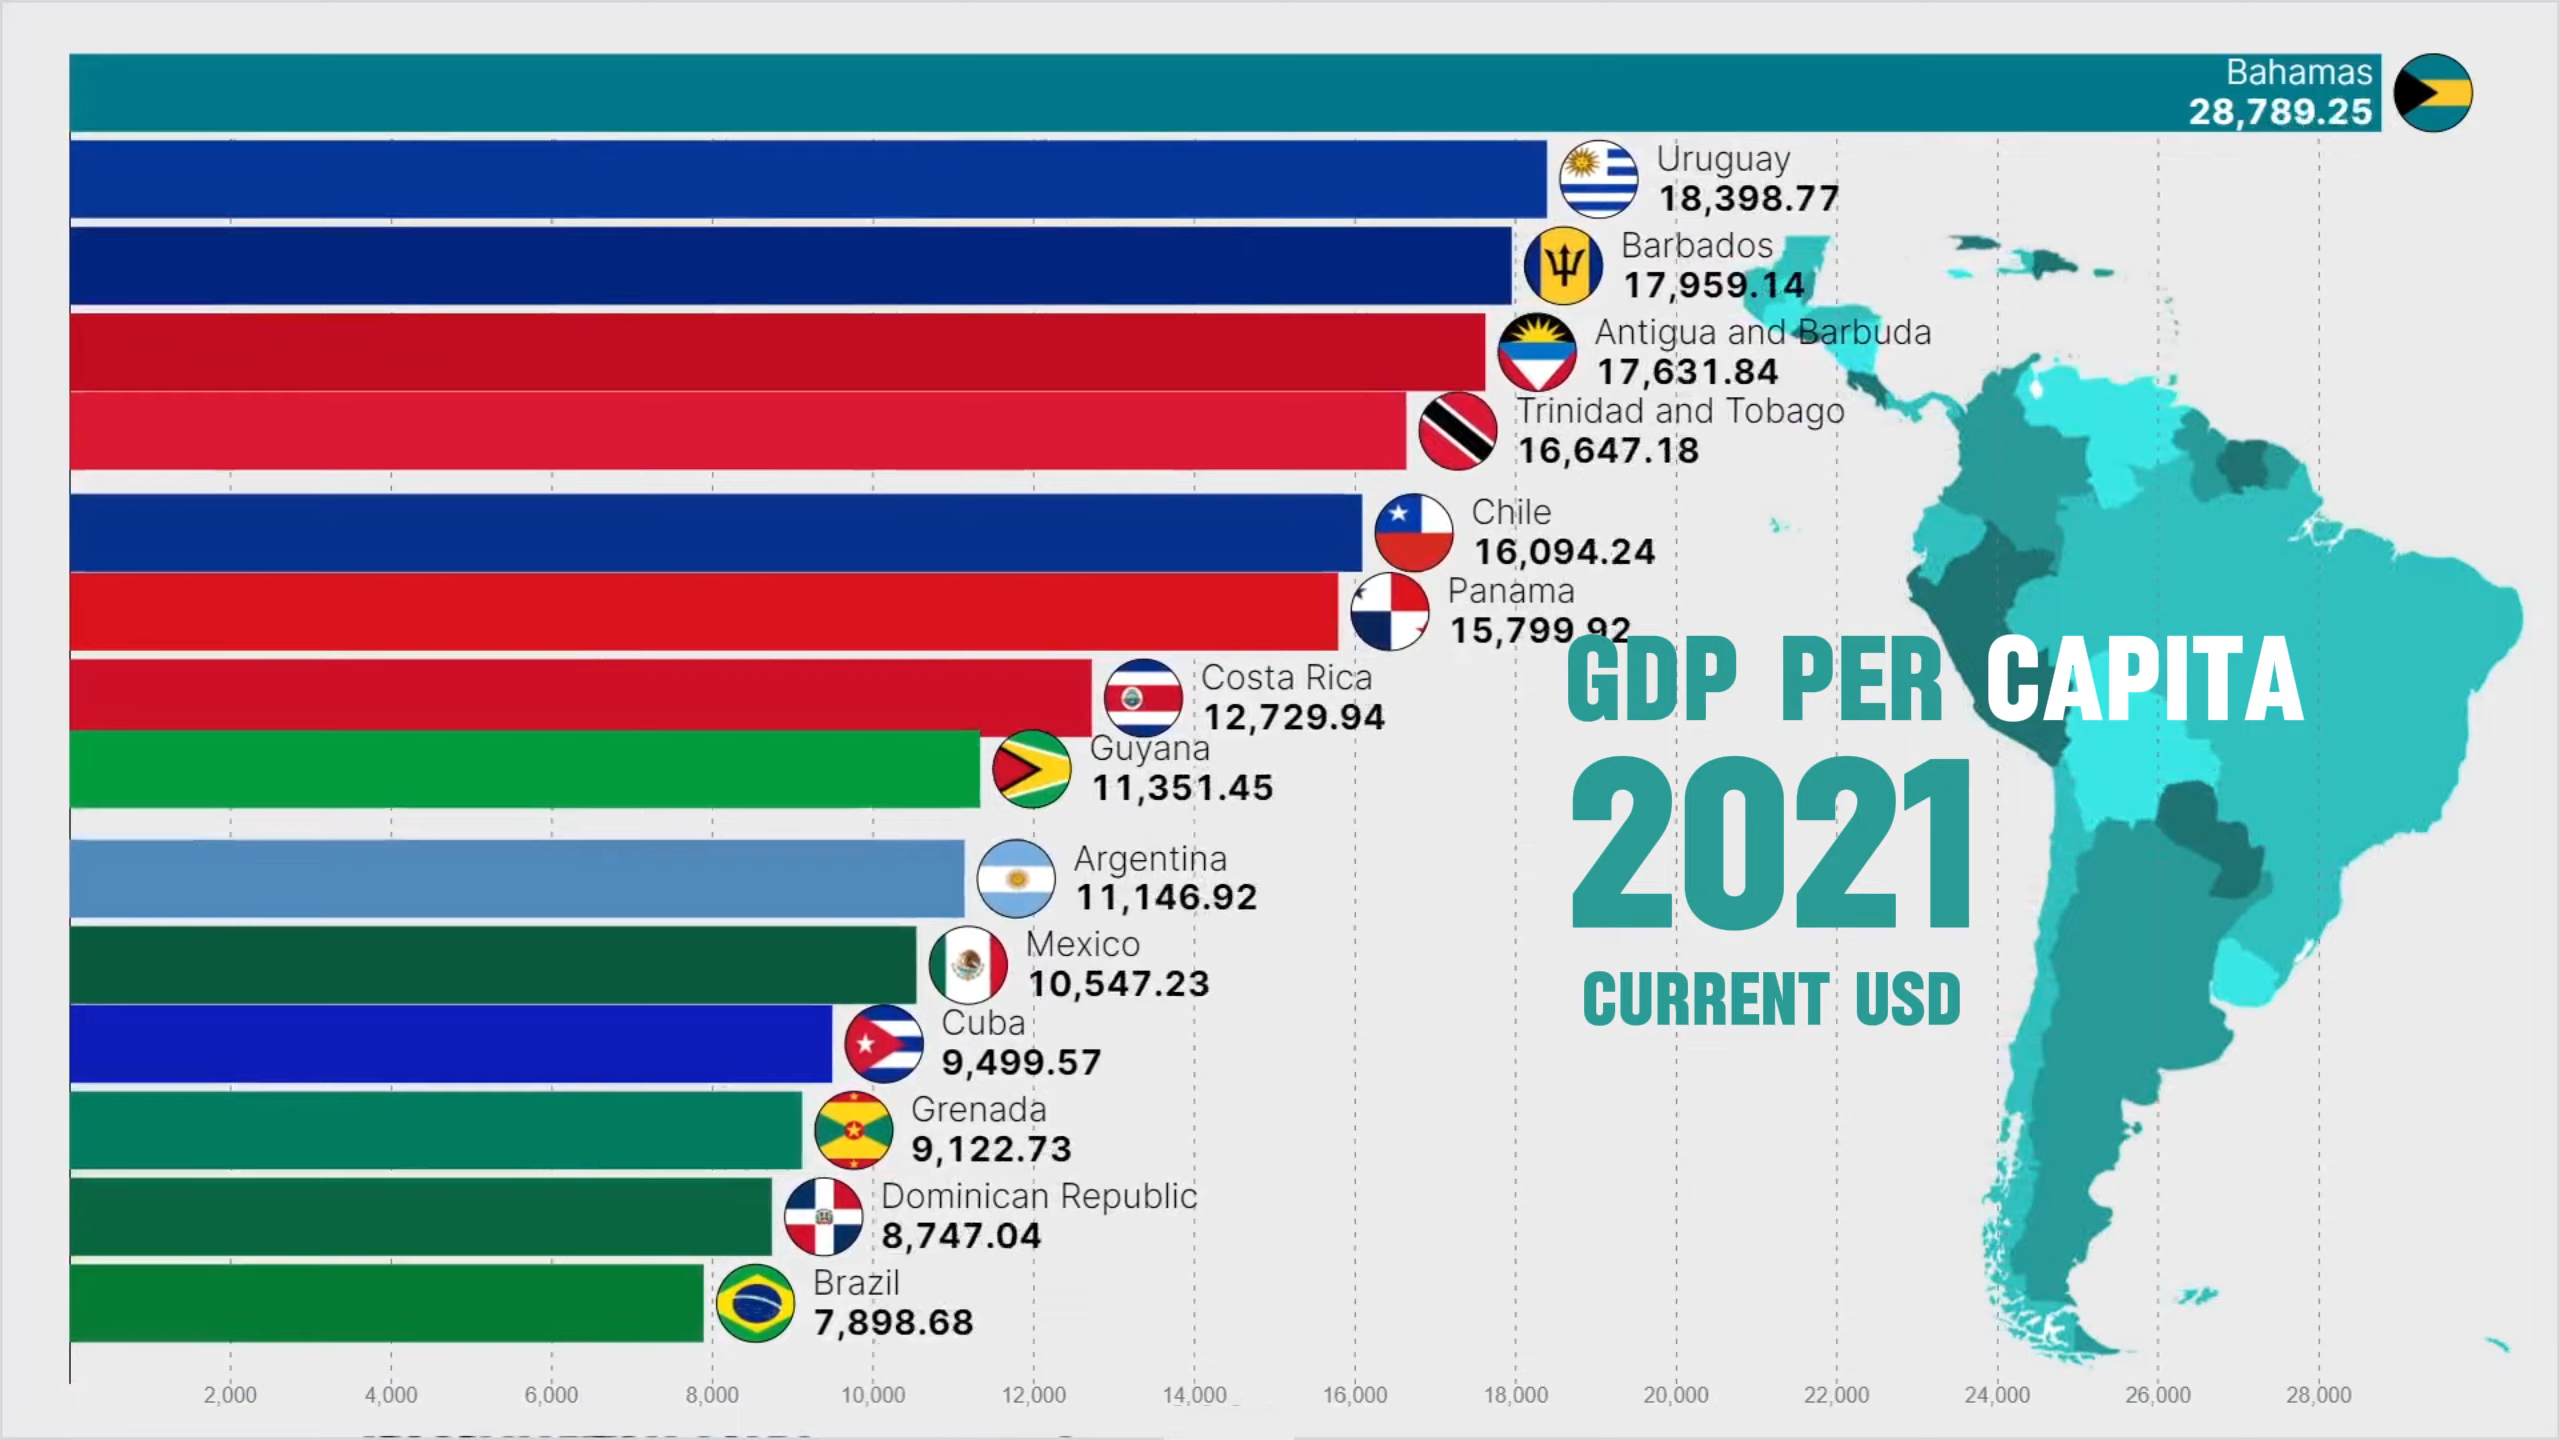 Bahamas
28,789.25
Uruguay
18,398.77
Barbados
17,959.14
Antigua and Barbuda
17,631.84
Trinidad and Tobago
16,647.18
Chile
16,094.24
Panama
15,799.92
Costa Rica
12,729.94
Guyana
11,351.45
Argentina
11,146.92
Mexico
10,547.23
Cuba
9,499.57
Grenada
9,122.73
Dominican Republic
8,747.04
Brazil
7,898.68
GDP PER CAPITA
2021
CURRENT USD
2,000 4,000 6,000 8,000 10,000 12,000 14,000 16,000 18,000 20,000 22,000 24,000 26,000 28,000